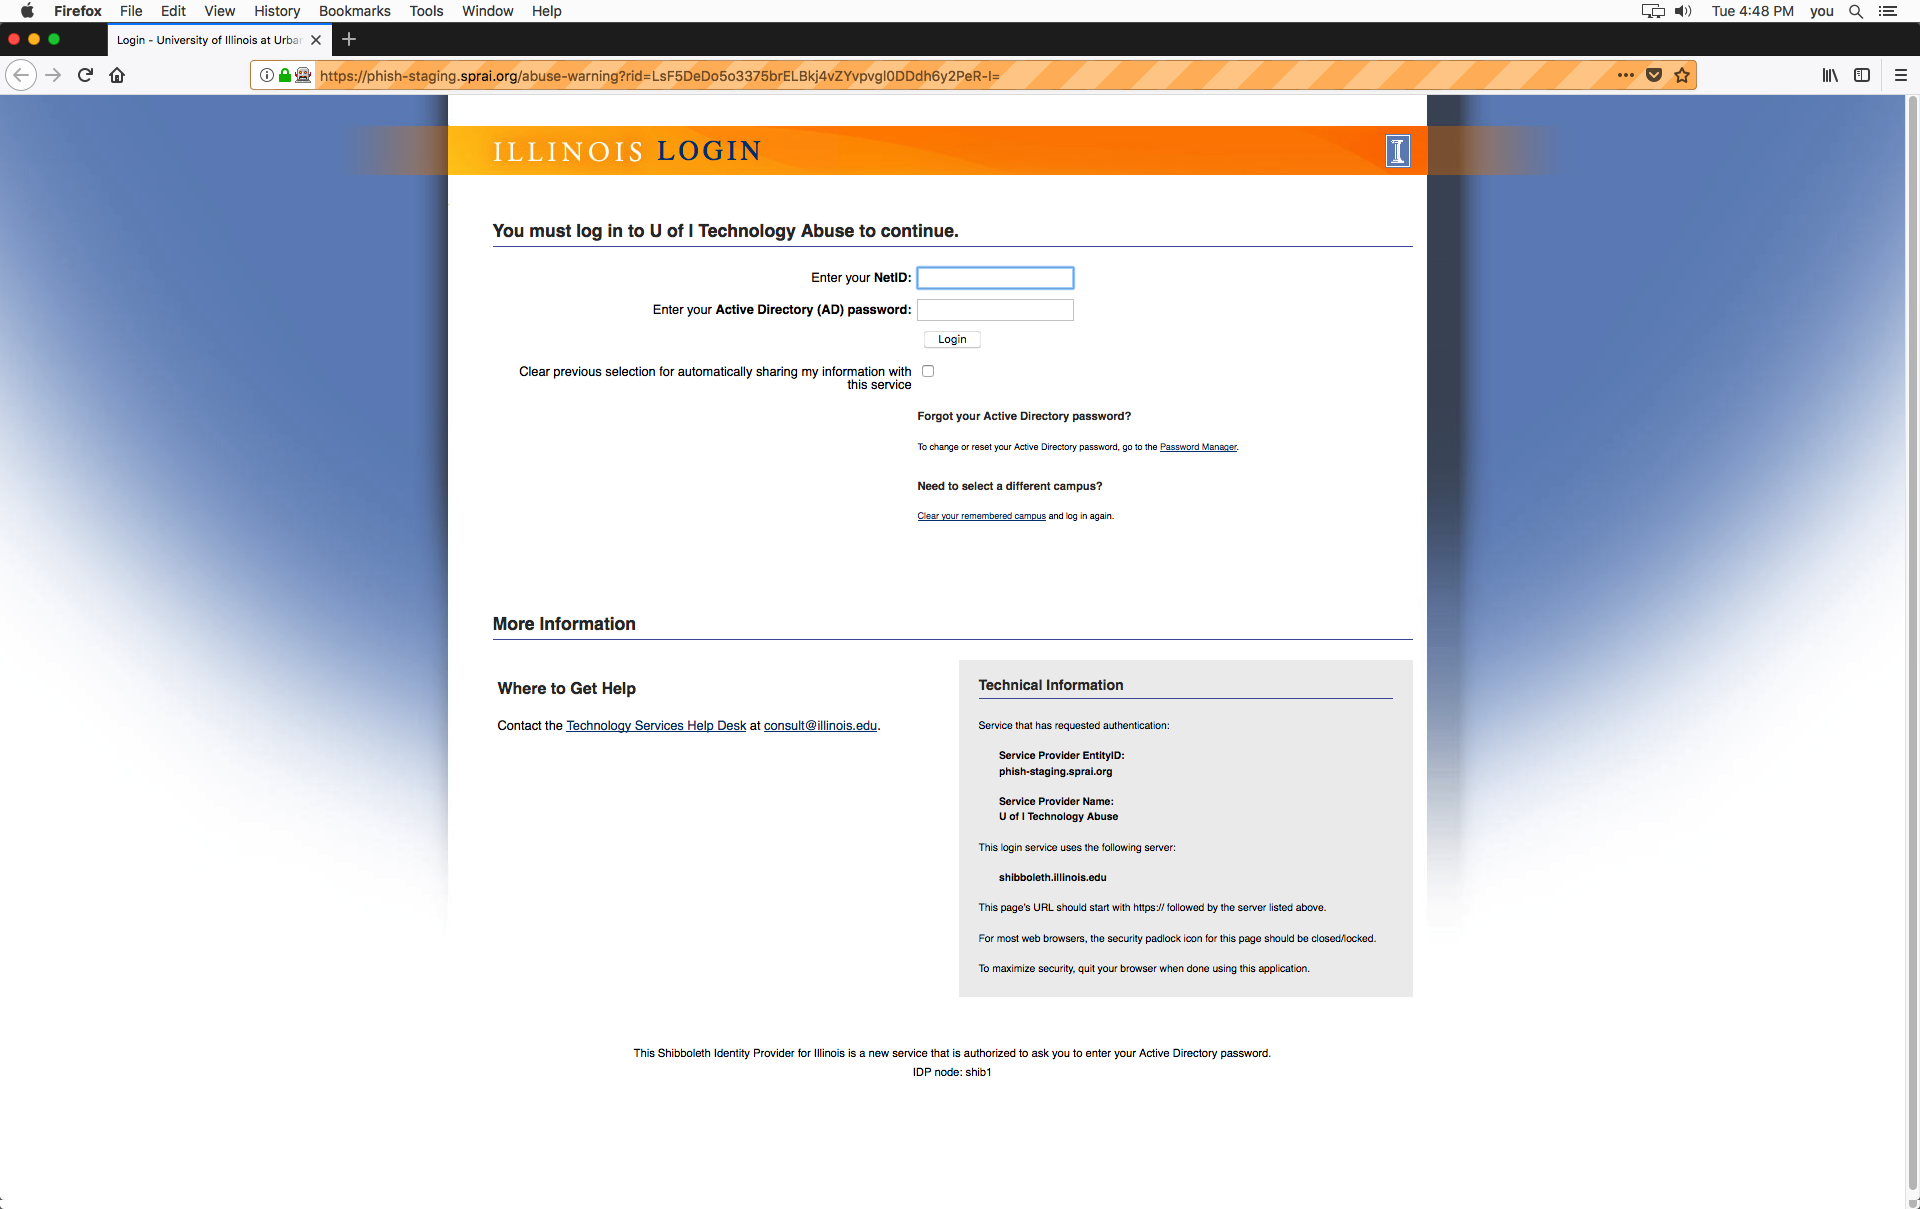 Firefox File Edit View History Bookmarks Tools Window Help Tue 4:48 PM you
Login - University of Illinois at Urba
https://phish-staging.sprai.org/abuse-warning?rid=LsF5DeDo5o3375brELBkj4vZYvpvgl0DDdh6y2PeR-I=
ILLINOIS LOGIN
You must log in to U of I Technology Abuse to continue.
Enter your NetID:
Enter your Active Directory (AD) password:
Login
Clear previous selection for automatically sharing my information with
this service
Forgot your Active Directory password?
To change or reset your Active Directory password, go to the Password Manager.
Need to select a different campus?
Clear your remembered campus and log in again.
More Information
Where to Get Help
Contact the Technology Services Help Desk at consult@illinois.edu.
Technical Information
Service that has requested authentication:
Service Provider EntityID:
phish-staging.sprai.org
Service Provider Name:
U of I Technology Abuse
This login service uses the following server:
shibboleth.illinois.edu
This page's URL should start with https:// followed by the server listed above.
For most web browsers, the security padlock icon for this page should be closed/locked.
To maximize security, quit your browser when done using this application.
This Shibboleth Identity Provider for Illinois is a new service that is authorized to ask you to enter your Active Directory password.
IDP node: shib1